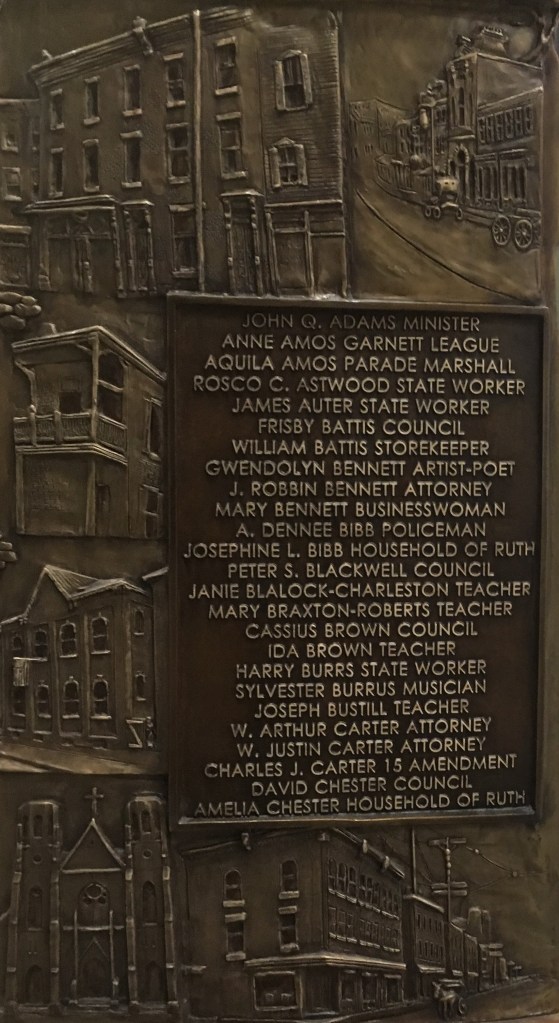 JOHN Q. ADAMS MINISTER
ANNE AMOS GARNETT LEAGUE
AQUILA AMOS PARADE MARSHALL
ROSCO C. ASTWOOD STATE WORKER
JAMES AUTER STATE WORKER
FRISBY BATTIS COUNCIL
WILLIAM BATTIS STOREKEEPER
GWENDOLYN BENNETT ARTIST-POET
J. ROBBIN BENNETT ATTORNEY
MARY BENNETT BUSINESSWOMAN
A. DENNEE BIBB POLICEMAN
JOSEPHINE L. BIBB HOUSEHOLD OF RUTH
PETER S. BLACKWELL COUNCIL
JANIE BLALOCK-CHARLESTON TEACHER
MARY BRAXTON-ROBERTS TEACHER
CASSIUS BROWN COUNCIL
IDA BROWN TEACHER
HARRY BURRS STATE WORKER
SYLVESTER BURRUS MUSICIAN
JOSEPH BUSTILL TEACHER
W. ARTHUR CARTER ATTORNEY
W. JUSTIN CARTER ATTORNEY
CHARLES J. CARTER 15 AMENDMENT
DAVID CHESTER COUNCIL
AMELIA CHESTER HOUSEHOLD OF RUTH